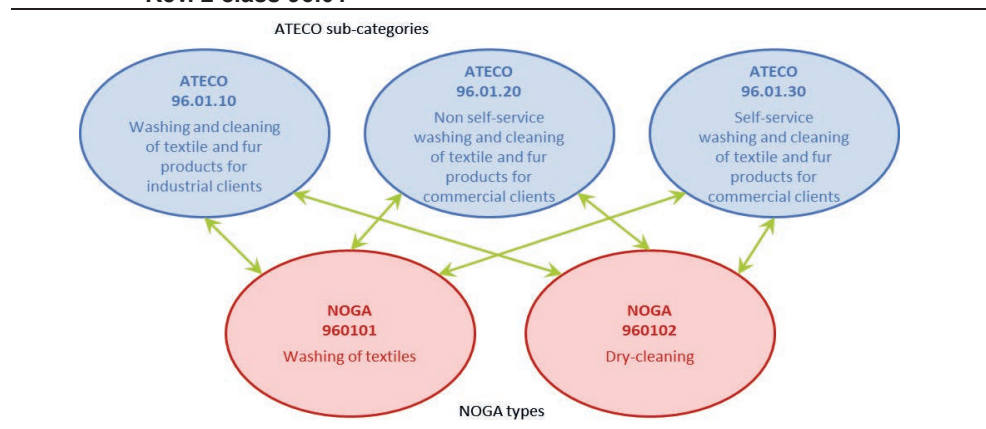 ATECO sub-categories
ATECO
96.01.10
Washing and cleaning
of textile and fur
products for
industrial clients
ATECO
96.01.20
Non self-service
washing and cleaning
of textile and fur
products for
commercial clients
ATECO
96.01.30
Self-service
washing and cleaning
of textile and fur
products for
commercial clients
NOGA
960101
Washing of textiles
NOGA
960102
Dry-cleaning
NOGA types